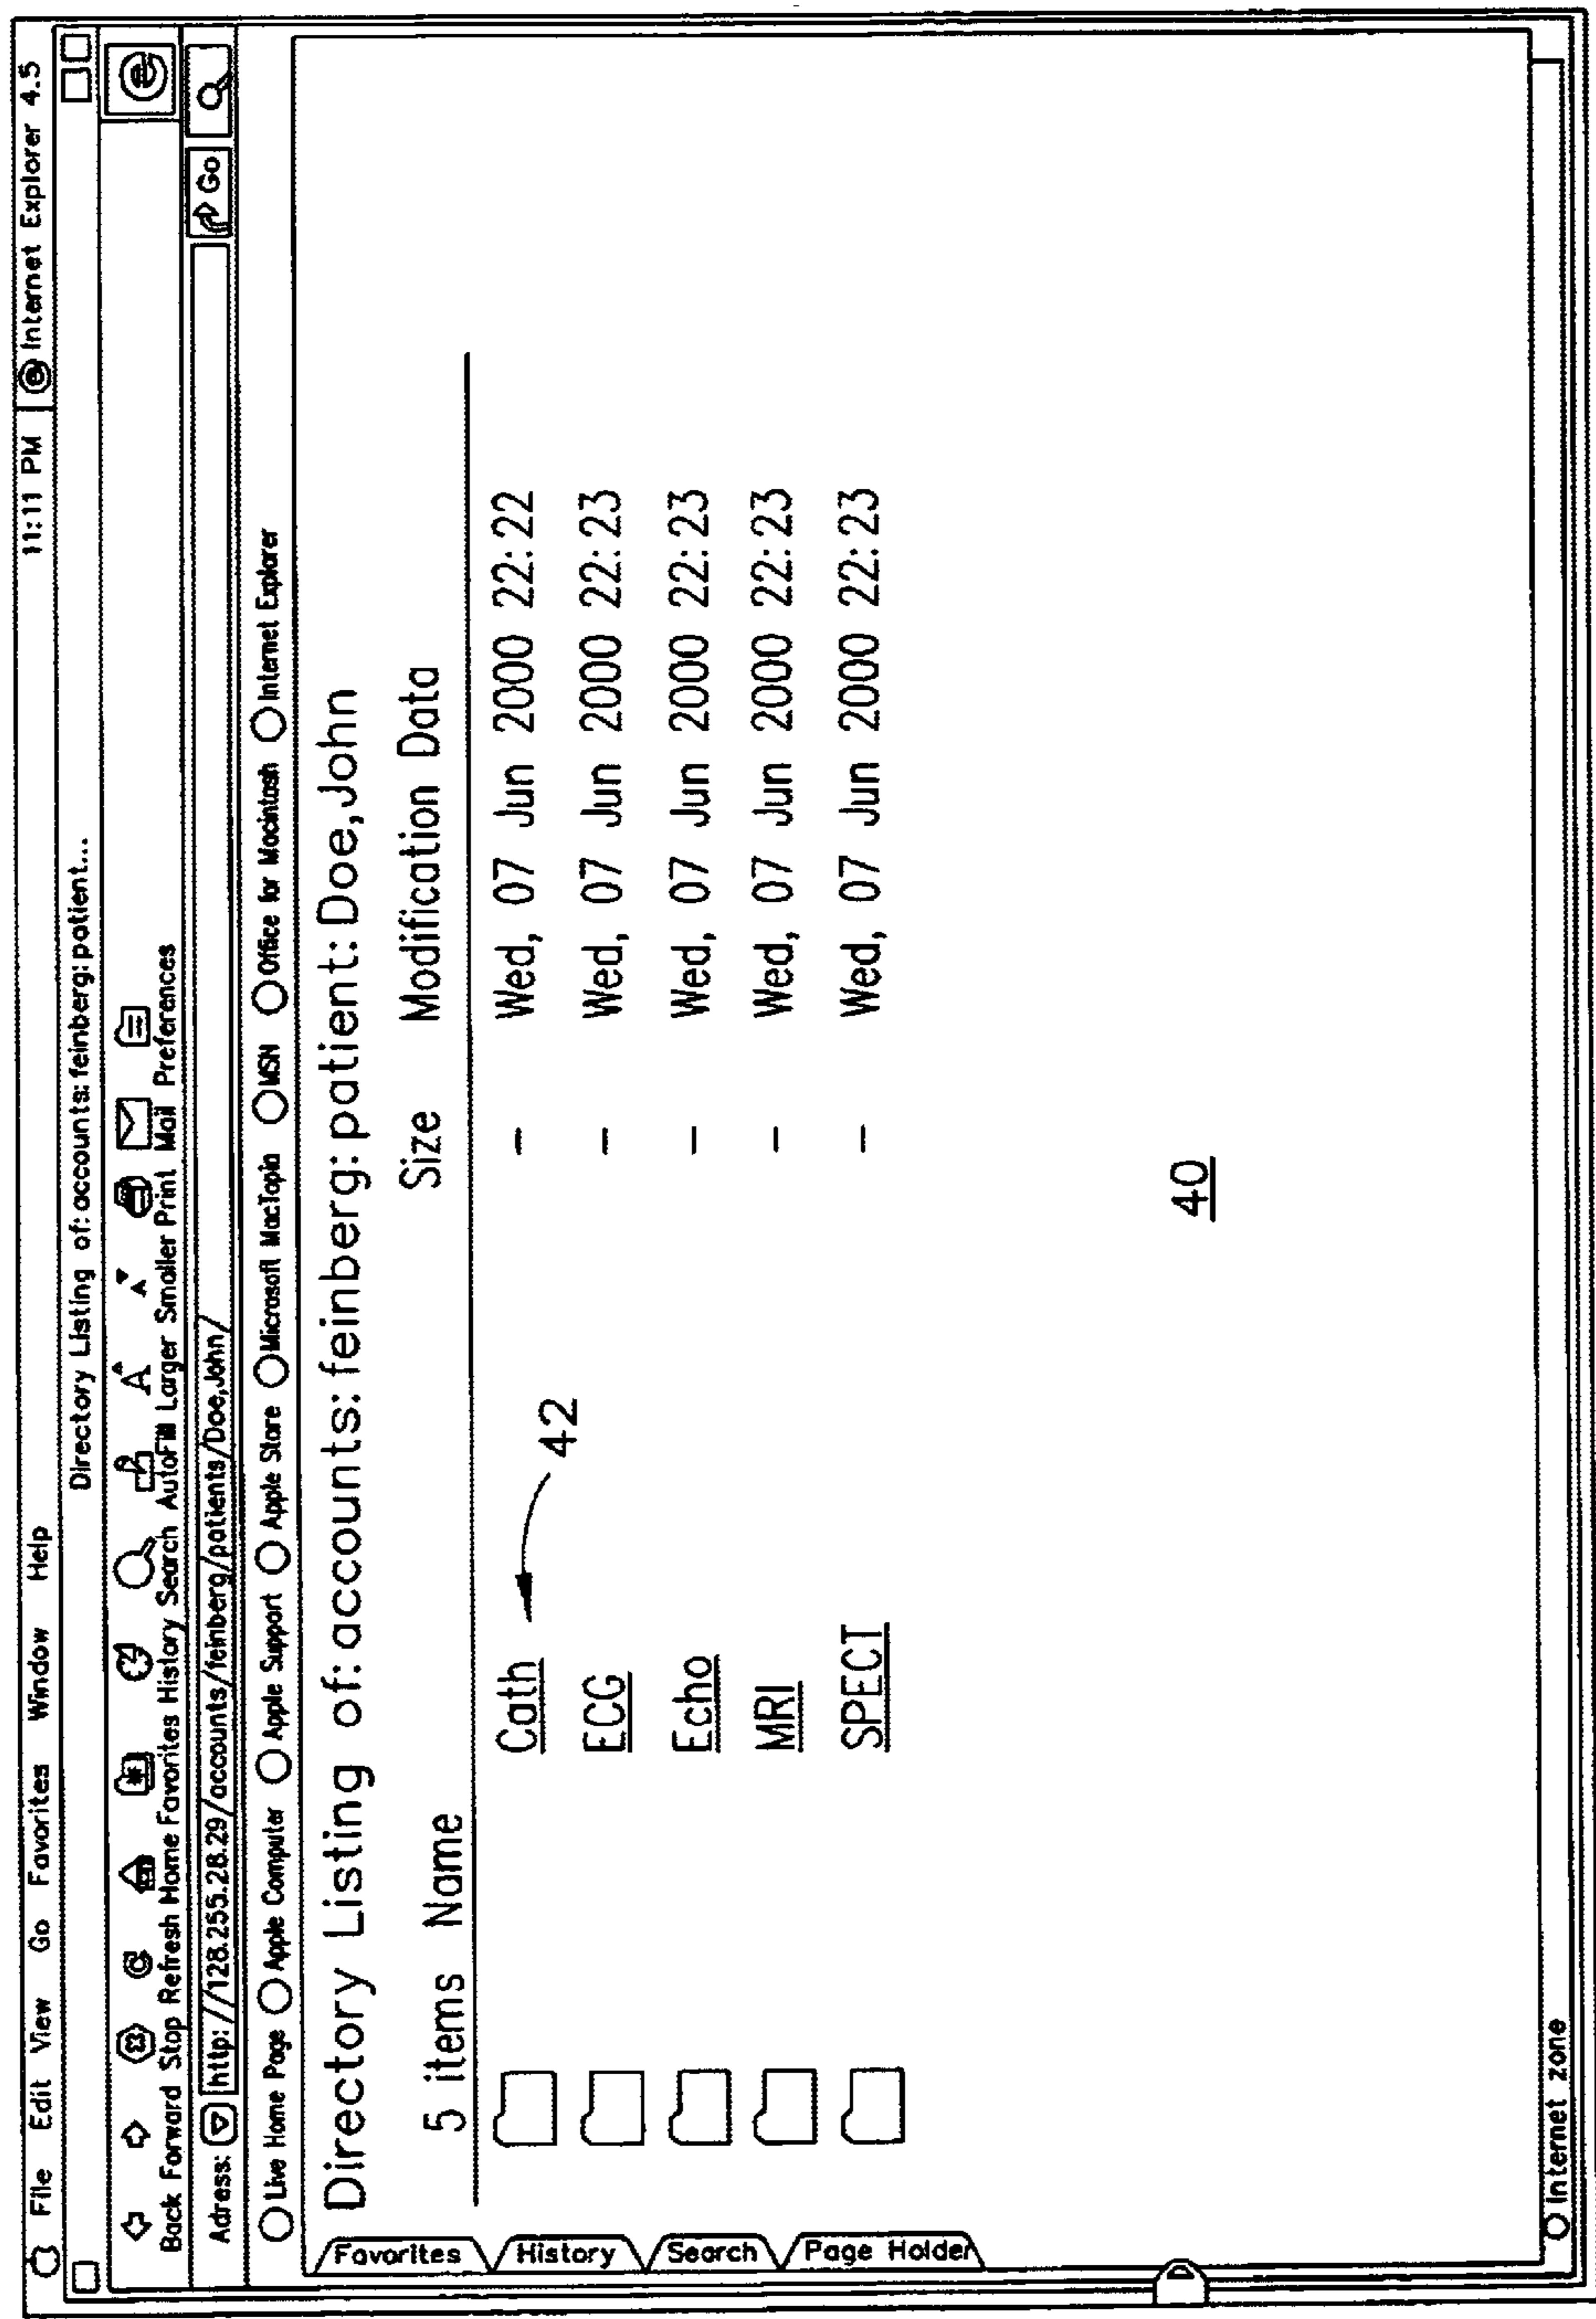 File Edit View Go Favorites Window Help 11:11 PM Internet Explorer 4.5
Directory Listing of: accounts: feinberg: patient...
Back Forward Stop Refresh Home Favorites History Search AutoFill Larger Smaller Print Mail Preferences
Adress: http://128.255.28.29/accounts/feinberg/patients/Doe,John/ Go
Live Home Page Apple Computer Apple Support Apple Store Microsoft MacTopia MSN Office for Macintosh Internet Explorer
Directory Listing of: accounts: feinberg: patient: Doe,John
5 items Name Size Modification Data
Cath - Wed, 07 Jun 2000 22:22
ECG - Wed, 07 Jun 2000 22:23
Echo - Wed, 07 Jun 2000 22:23
MRI - Wed, 07 Jun 2000 22:23
SPECT - Wed, 07 Jun 2000 22:23
42
40
Favorites
History
Search
Page Holder
Internet zone